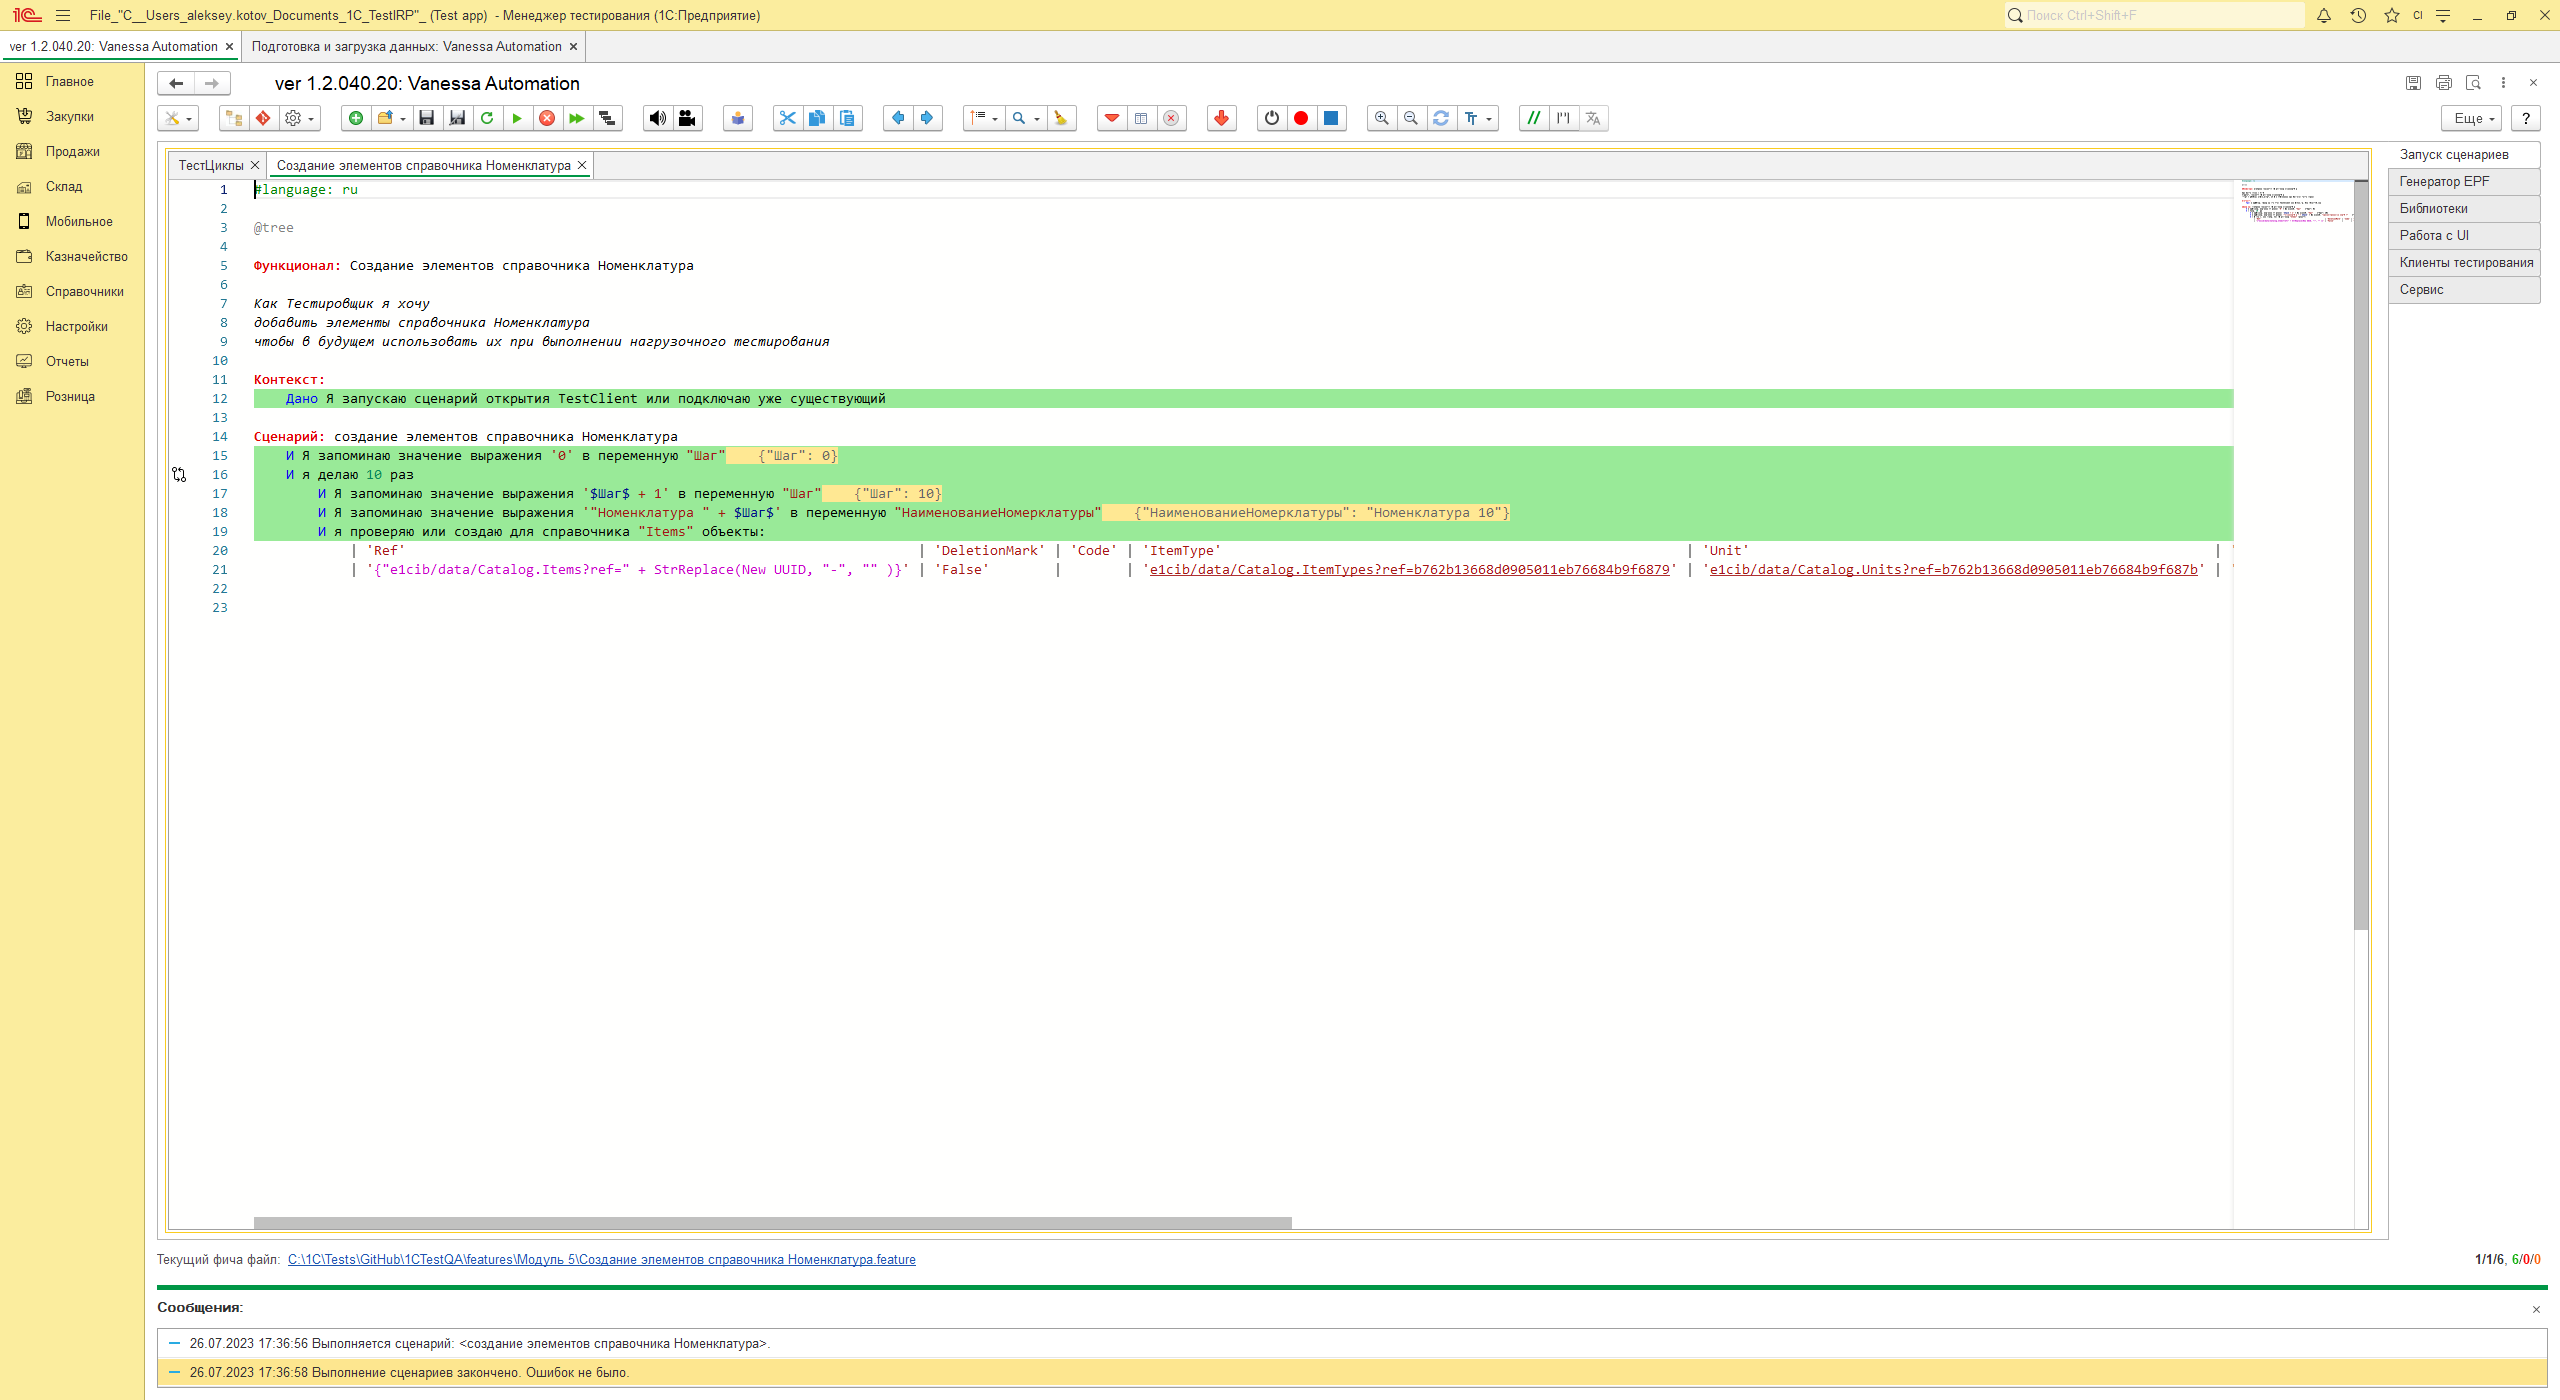 File_"C__Users_aleksey.kotov_Documents_1C_TestIRP"_ (Test app) - Менеджер тестирования (1С:Предприятие)
Поиск Ctrl+Shift+F
CI
ver 1.2.040.20: Vanessa Automation
Подготовка и загрузка данных: Vanessa Automation
Главное
Закупки
Продажи
Склад
Мобильное
Казначейство
Справочники
Настройки
Отчеты
Розница
ver 1.2.040.20: Vanessa Automation
Еще
?
ТестЦиклы
Создание элементов справочника Номенклатура
1 #language: ru
2
3 @tree
4
5 Функционал: Создание элементов справочника Номенклатура
6
7 Как Тестировщик я хочу
8 добавить элементы справочника Номенклатура
9 чтобы в будущем использовать их при выполнении нагрузочного тестирования
10
11 Контекст:
12 Дано Я запускаю сценарий открытия TestClient или подключаю уже существующий
13
14 Сценарий: создание элементов справочника Номенклатура
15 И Я запоминаю значение выражения '0' в переменную "Шаг" {"Шаг": 0}
16 И я делаю 10 раз
17 И Я запоминаю значение выражения '$Шаг$ + 1' в переменную "Шаг" {"Шаг": 10}
18 И Я запоминаю значение выражения '"Номенклатура " + $Шаг$' в переменную "НаименованиеНомерклатуры" {"НаименованиеНомерклатуры": "Номенклатура 10"}
19 И я проверяю или создаю для справочника "Items" объекты:
20 | 'Ref' | 'DeletionMark' | 'Code' | 'ItemType' | 'Unit' | '
21 | '{"e1cib/data/Catalog.Items?ref=" + StrReplace(New UUID, "-", "" )}' | 'False' | | 'e1cib/data/Catalog.ItemTypes?ref=b762b13668d0905011eb76684b9f6879' | 'e1cib/data/Catalog.Units?ref=b762b13668d0905011eb76684b9f687b' | '
22
23
Запуск сценариев
Генератор EPF
Библиотеки
Работа с UI
Клиенты тестирования
Сервис
Текущий фича файл: C:\1C\Tests\GitHub\1CTestQA\features\Модуль 5\Создание элементов справочника Номенклатура.feature
1/1/6, 6/0/0
Сообщения:
26.07.2023 17:36:56 Выполняется сценарий: <создание элементов справочника Номенклатура>.
26.07.2023 17:36:58 Выполнение сценариев закончено. Ошибок не было.